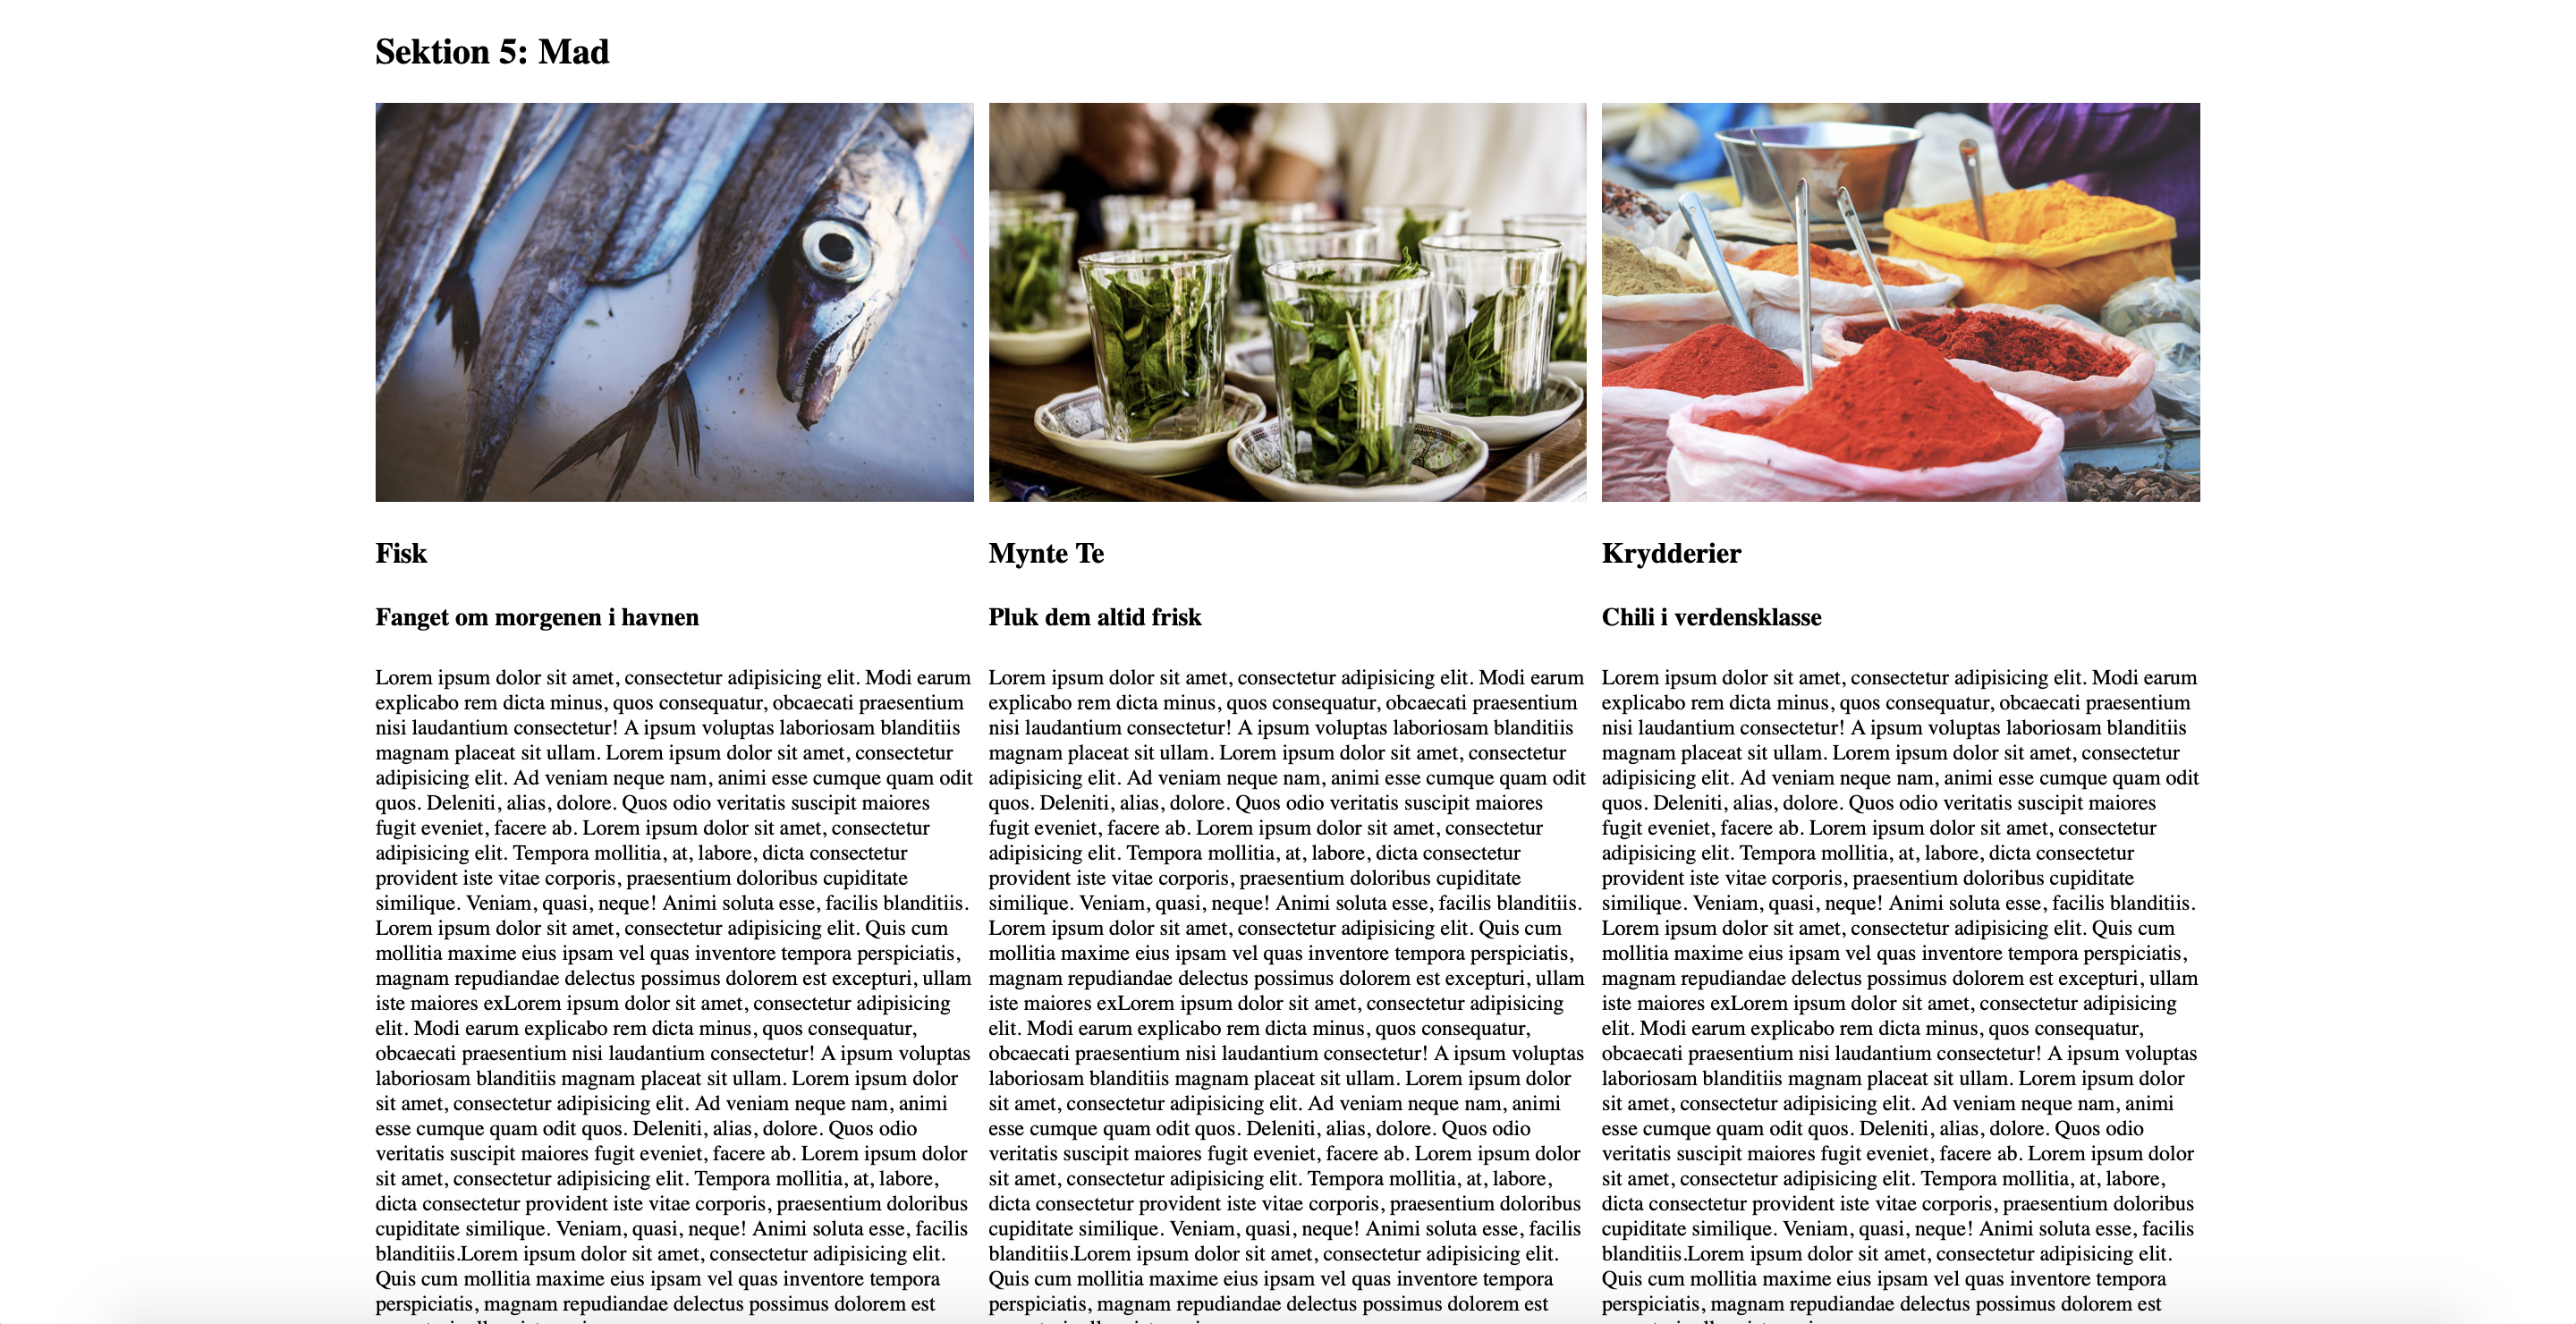 Sektion 5: Mad
Fisk
Fanget om morgenen i havnen
Lorem ipsum dolor sit amet, consectetur adipisicing elit. Modi earum
explicabo rem dicta minus, quos consequatur, obcaecati praesentium
nisi laudantium consectetur! A ipsum voluptas laboriosam blanditiis
magnam placeat sit ullam. Lorem ipsum dolor sit amet, consectetur
adipisicing elit. Ad veniam neque nam, animi esse cumque quam odit
quos. Deleniti, alias, dolore. Quos odio veritatis suscipit maiores
fugit eveniet, facere ab. Lorem ipsum dolor sit amet, consectetur
adipisicing elit. Tempora mollitia, at, labore, dicta consectetur
provident iste vitae corporis, praesentium doloribus cupiditate
similique. Veniam, quasi, neque! Animi soluta esse, facilis blanditiis.
Lorem ipsum dolor sit amet, consectetur adipisicing elit. Quis cum
mollitia maxime eius ipsam vel quas inventore tempora perspiciatis,
magnam repudiandae delectus possimus dolorem est excepturi, ullam
iste maiores exLorem ipsum dolor sit amet, consectetur adipisicing
elit. Modi earum explicabo rem dicta minus, quos consequatur,
obcaecati praesentium nisi laudantium consectetur! A ipsum voluptas
laboriosam blanditiis magnam placeat sit ullam. Lorem ipsum dolor
sit amet, consectetur adipisicing elit. Ad veniam neque nam, animi
esse cumque quam odit quos. Deleniti, alias, dolore. Quos odio
veritatis suscipit maiores fugit eveniet, facere ab. Lorem ipsum dolor
sit amet, consectetur adipisicing elit. Tempora mollitia, at, labore,
dicta consectetur provident iste vitae corporis, praesentium doloribus
cupiditate similique. Veniam, quasi, neque! Animi soluta esse, facilis
blanditiis.Lorem ipsum dolor sit amet, consectetur adipisicing elit.
Quis cum mollitia maxime eius ipsam vel quas inventore tempora
perspiciatis, magnam repudiandae delectus possimus dolorem est
Mynte Te
Pluk dem altid frisk
Lorem ipsum dolor sit amet, consectetur adipisicing elit. Modi earum
explicabo rem dicta minus, quos consequatur, obcaecati praesentium
nisi laudantium consectetur! A ipsum voluptas laboriosam blanditiis
magnam placeat sit ullam. Lorem ipsum dolor sit amet, consectetur
adipisicing elit. Ad veniam neque nam, animi esse cumque quam odit
quos. Deleniti, alias, dolore. Quos odio veritatis suscipit maiores
fugit eveniet, facere ab. Lorem ipsum dolor sit amet, consectetur
adipisicing elit. Tempora mollitia, at, labore, dicta consectetur
provident iste vitae corporis, praesentium doloribus cupiditate
similique. Veniam, quasi, neque! Animi soluta esse, facilis blanditiis.
Lorem ipsum dolor sit amet, consectetur adipisicing elit. Quis cum
mollitia maxime eius ipsam vel quas inventore tempora perspiciatis,
magnam repudiandae delectus possimus dolorem est excepturi, ullam
iste maiores exLorem ipsum dolor sit amet, consectetur adipisicing
elit. Modi earum explicabo rem dicta minus, quos consequatur,
obcaecati praesentium nisi laudantium consectetur! A ipsum voluptas
laboriosam blanditiis magnam placeat sit ullam. Lorem ipsum dolor
sit amet, consectetur adipisicing elit. Ad veniam neque nam, animi
esse cumque quam odit quos. Deleniti, alias, dolore. Quos odio
veritatis suscipit maiores fugit eveniet, facere ab. Lorem ipsum dolor
sit amet, consectetur adipisicing elit. Tempora mollitia, at, labore,
dicta consectetur provident iste vitae corporis, praesentium doloribus
cupiditate similique. Veniam, quasi, neque! Animi soluta esse, facilis
blanditiis.Lorem ipsum dolor sit amet, consectetur adipisicing elit.
Quis cum mollitia maxime eius ipsam vel quas inventore tempora
perspiciatis, magnam repudiandae delectus possimus dolorem est
Krydderier
Chili i verdensklasse
Lorem ipsum dolor sit amet, consectetur adipisicing elit. Modi earum
explicabo rem dicta minus, quos consequatur, obcaecati praesentium
nisi laudantium consectetur! A ipsum voluptas laboriosam blanditiis
magnam placeat sit ullam. Lorem ipsum dolor sit amet, consectetur
adipisicing elit. Ad veniam neque nam, animi esse cumque quam odit
quos. Deleniti, alias, dolore. Quos odio veritatis suscipit maiores
fugit eveniet, facere ab. Lorem ipsum dolor sit amet, consectetur
adipisicing elit. Tempora mollitia, at, labore, dicta consectetur
provident iste vitae corporis, praesentium doloribus cupiditate
similique. Veniam, quasi, neque! Animi soluta esse, facilis blanditiis.
Lorem ipsum dolor sit amet, consectetur adipisicing elit. Quis cum
mollitia maxime eius ipsam vel quas inventore tempora perspiciatis,
magnam repudiandae delectus possimus dolorem est excepturi, ullam
iste maiores exLorem ipsum dolor sit amet, consectetur adipisicing
elit. Modi earum explicabo rem dicta minus, quos consequatur,
obcaecati praesentium nisi laudantium consectetur! A ipsum voluptas
laboriosam blanditiis magnam placeat sit ullam. Lorem ipsum dolor
sit amet, consectetur adipisicing elit. Ad veniam neque nam, animi
esse cumque quam odit quos. Deleniti, alias, dolore. Quos odio
veritatis suscipit maiores fugit eveniet, facere ab. Lorem ipsum dolor
sit amet, consectetur adipisicing elit. Tempora mollitia, at, labore,
dicta consectetur provident iste vitae corporis, praesentium doloribus
cupiditate similique. Veniam, quasi, neque! Animi soluta esse, facilis
blanditiis.Lorem ipsum dolor sit amet, consectetur adipisicing elit.
Quis cum mollitia maxime eius ipsam vel quas inventore tempora
perspiciatis, magnam repudiandae delectus possimus dolorem est